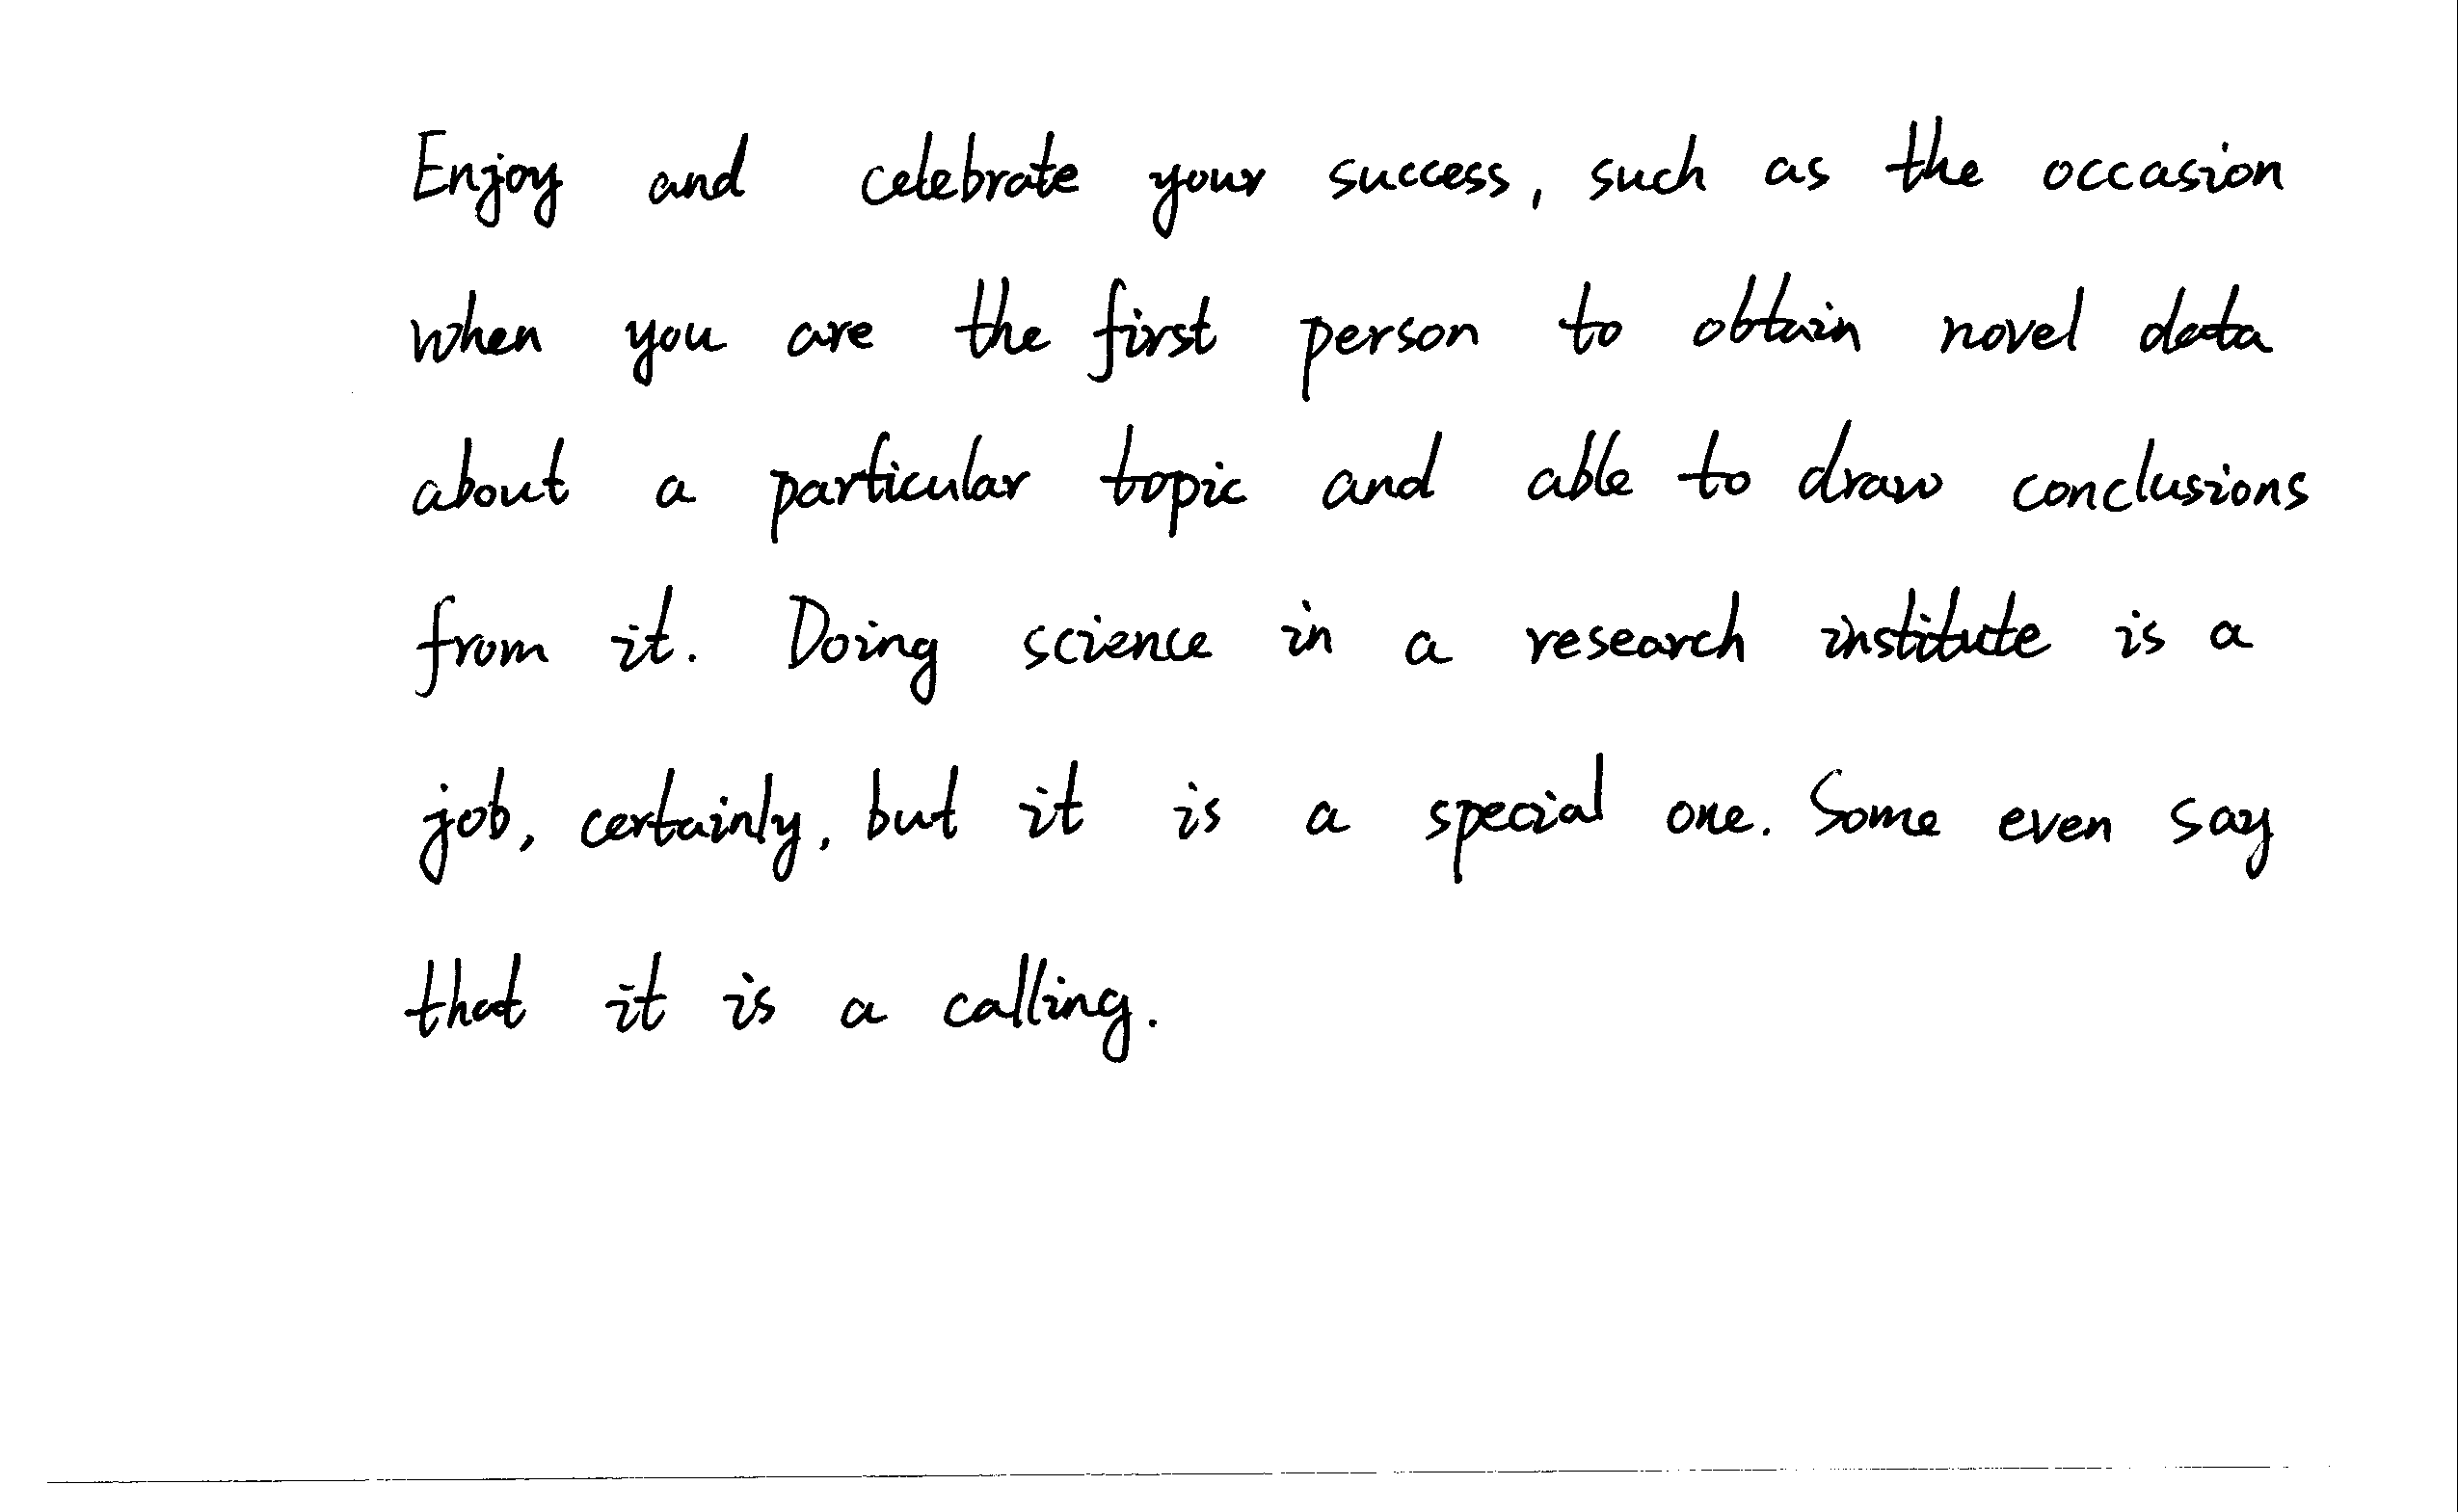 Enjoy and celebrate your success, such as the occasion
when you are the first person to obtain novel data
about a particular topic and able to draw conclusions
from it. Doing science in a research institute is a
job, certainly, but it is a special one. Some even say
that it is a calling.